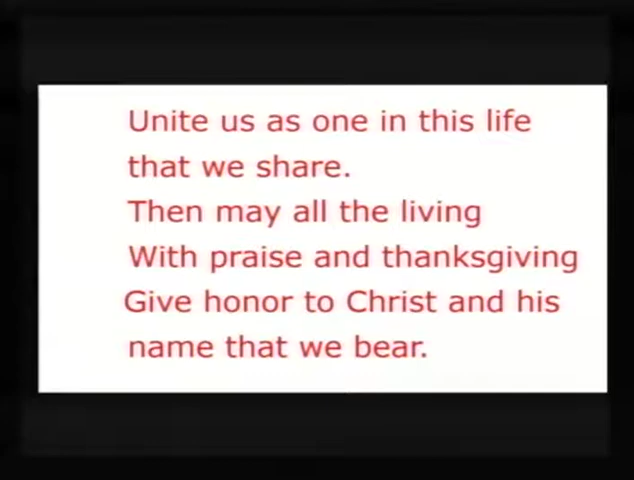 Unite us as one in this life
that we share.
Then may all the living
With praise and thanksgiving
Give honor to Christ and his
name that we bear.